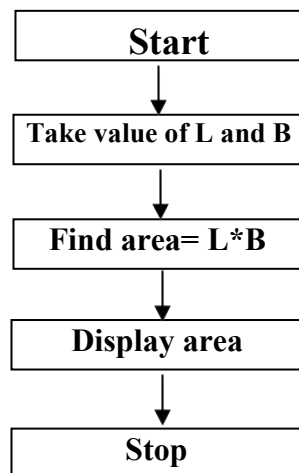 Start
Take value of L and B
Find area= L*B
Display area
Stop